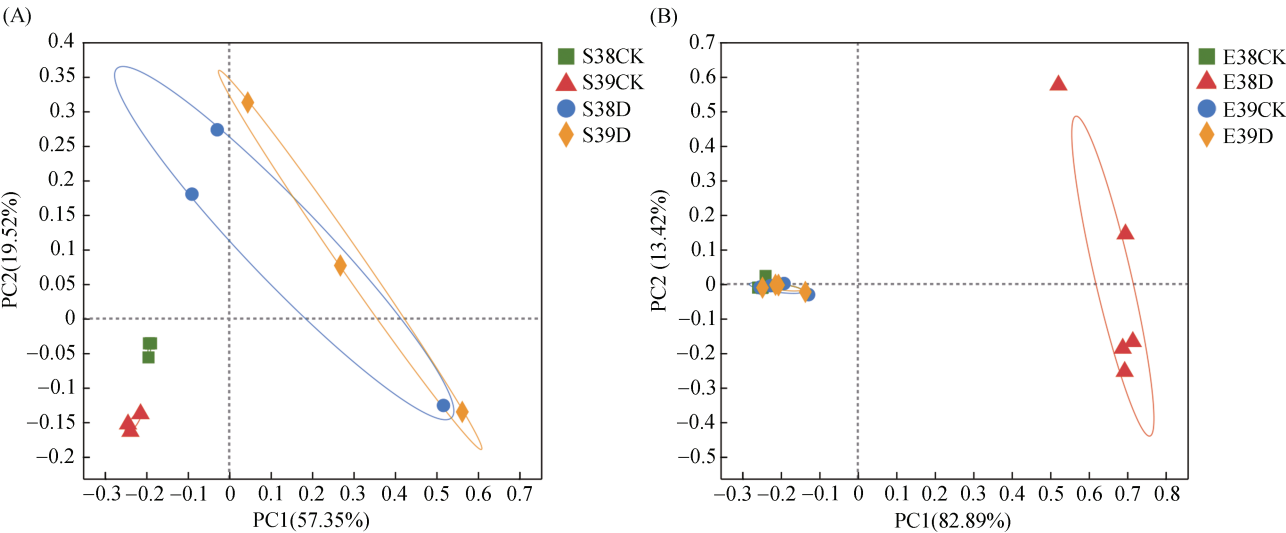 (A)
0.4
0.35
0.3
0.25
0.2
0.15
0.1
0.05
0
−0.05
−0.1
−0.15
−0.2
PC2(19.52%)
−0.3 −0.2 −0.1 0 0.1 0.2 0.3 0.4 0.5 0.6 0.7
PC1(57.35%)
S38CK
S39CK
S38D
S39D
(B)
0.7
0.6
0.5
0.4
0.3
0.2
0.1
0
−0.1
−0.2
−0.3
−0.4
−0.5
PC2 (13.42%)
−0.3 −0.2 −0.1 0 0.1 0.2 0.3 0.4 0.5 0.6 0.7 0.8
PC1(82.89%)
E38CK
E38D
E39CK
E39D